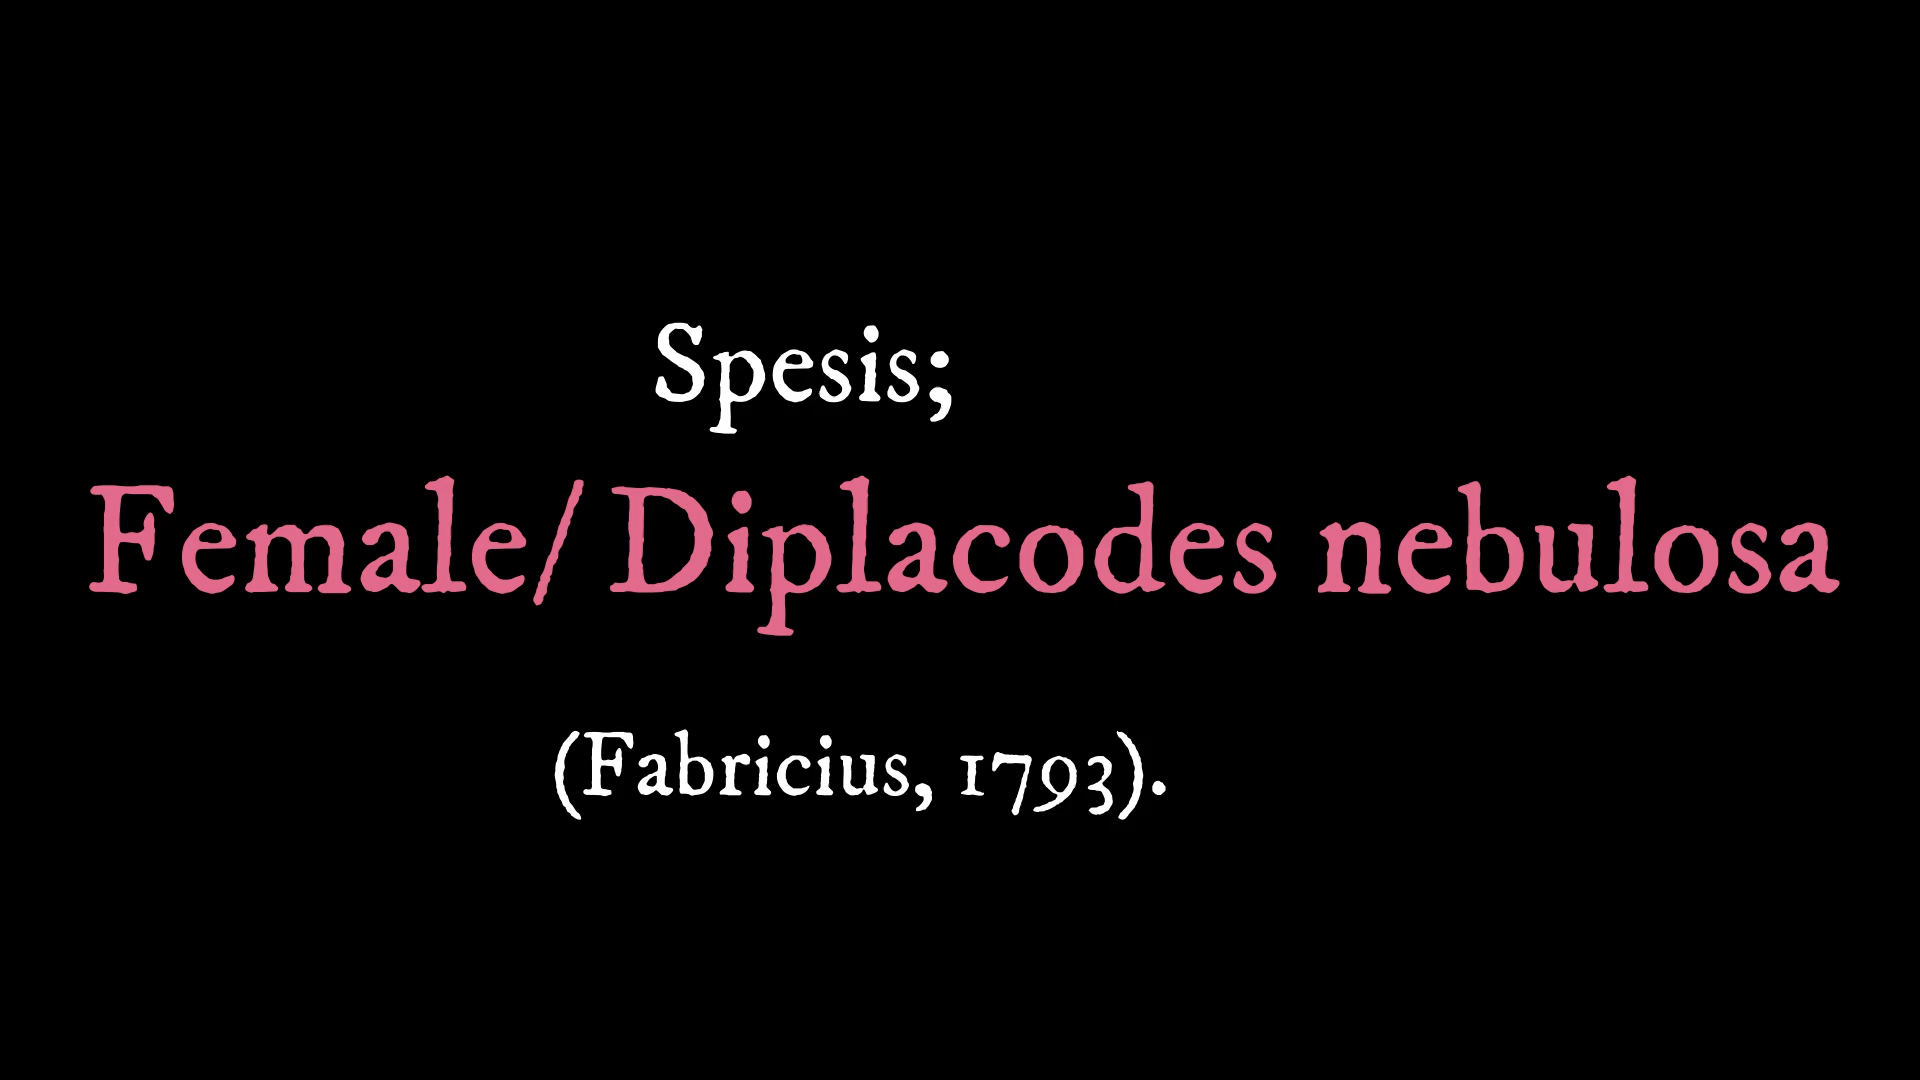 Spesis;
Female/ Diplacodes nebulosa
(Fabricius, 1793).